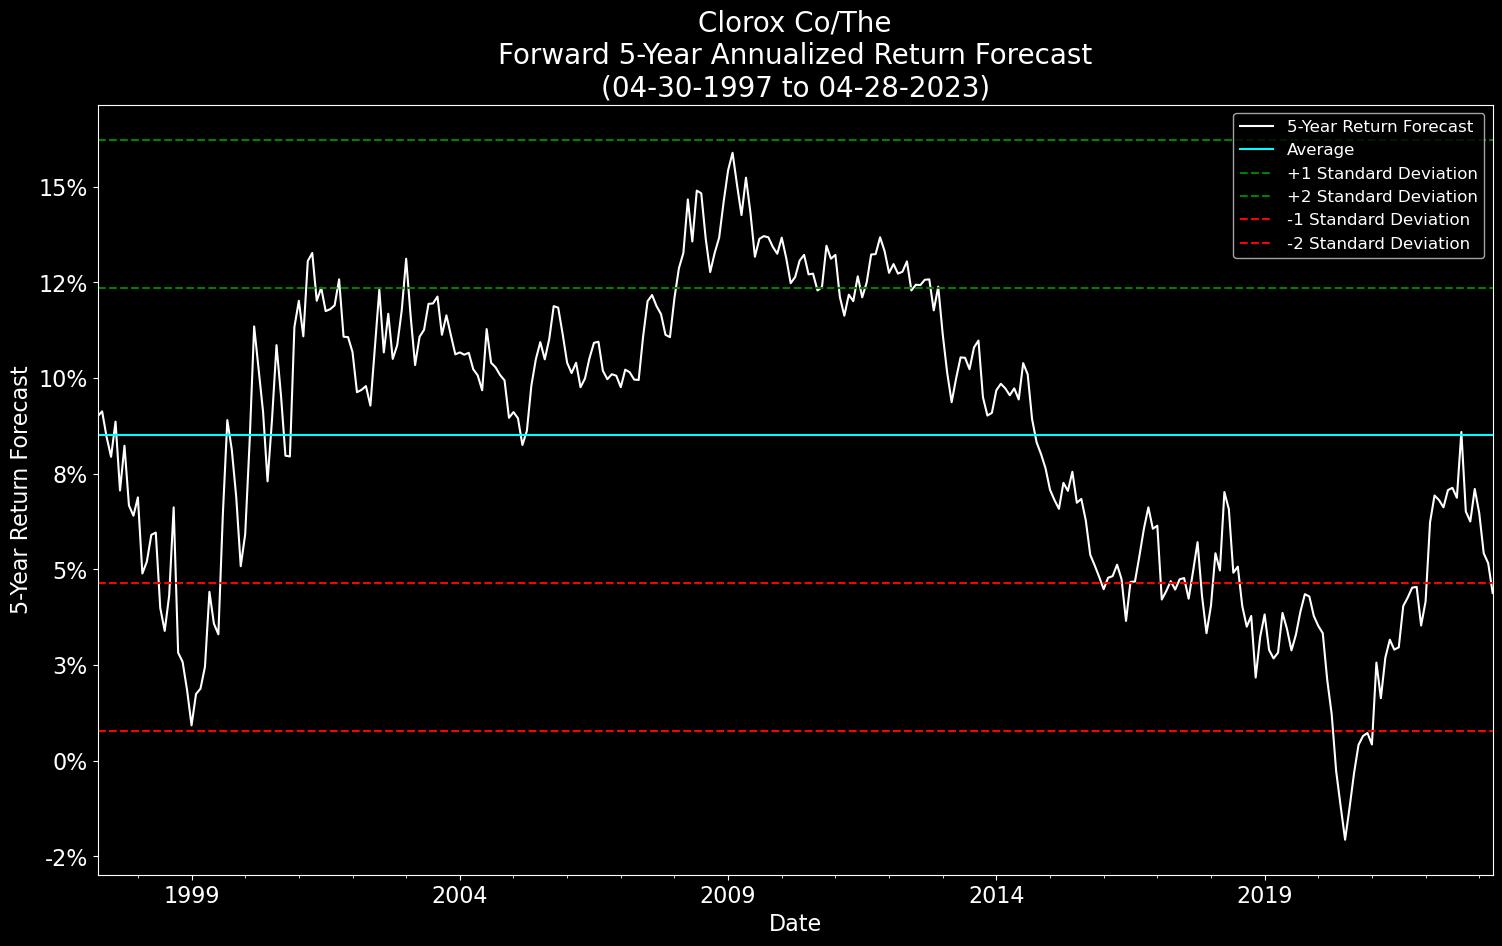 Clorox Co/The
Forward 5-Year Annualized Return Forecast
(04-30-1997 to 04-28-2023)
5-Year Return Forecast
Average
+1 Standard Deviation
+2 Standard Deviation
-1 Standard Deviation
-2 Standard Deviation
5-Year Return Forecast
15%
12%
10%
8%
5%
3%
0%
-2%
1999 2004 2009 2014 2019
Date